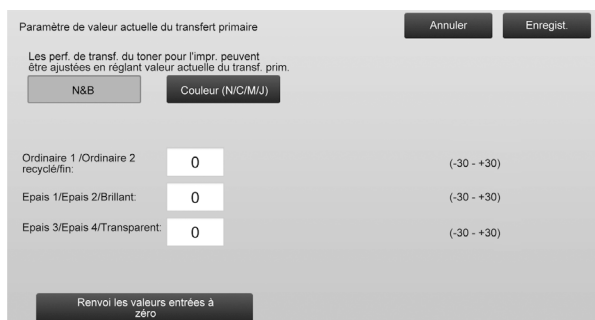 Paramètre de valeur actuelle du transfert primaire
Annuler
Enregist.
Les perf. de transf. du toner pour l'impr. peuvent
être ajustées en réglant valeur actuelle du transf. prim.
N&B
Couleur (N/C/M/J)
Ordinaire 1 /Ordinaire 2
recyclé/fin:
0
(-30 - +30)
Epais 1/Epais 2/Brillant:
0
(-30 - +30)
Epais 3/Epais 4/Transparent:
0
(-30 - +30)
Renvoi les valeurs entrées à
zéro